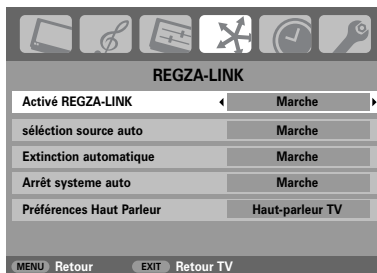 REGZA-LINK
Activé REGZA-LINK Marche
séléction source auto Marche
Extinction automatique Marche
Arrêt systeme auto Marche
Préférences Haut Parleur Haut-parleur TV
MENU Retour EXIT Retour TV